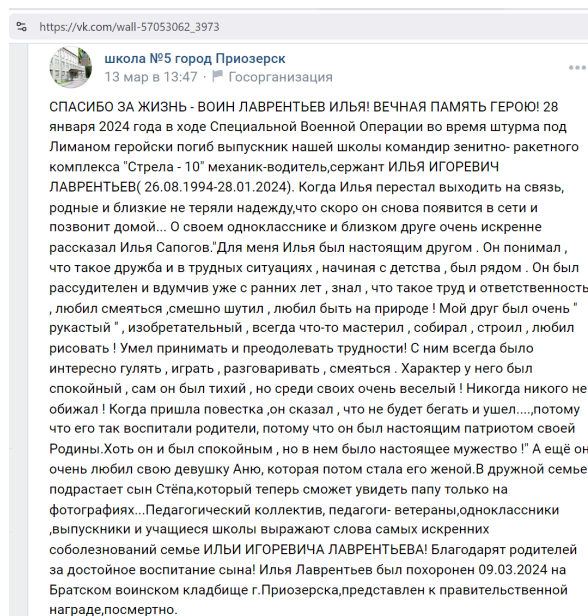 https://vk.com/wall-57053062_3973
школа №5 город Приозерск
13 мар в 13:47 · Госорганизация
СПАСИБО ЗА ЖИЗНЬ - ВОИН ЛАВРЕНТЬЕВ ИЛЬЯ! ВЕЧНАЯ ПАМЯТЬ ГЕРОЮ! 28
января 2024 года в ходе Специальной Военной Операции во время штурма под
Лиманом геройски погиб выпускник нашей школы командир зенитно- ракетного
комплекса "Стрела - 10" механик-водитель,сержант ИЛЬЯ ИГОРЕВИЧ
ЛАВРЕНТЬЕВ( 26.08.1994-28.01.2024). Когда Илья перестал выходить на связь,
родные и близкие не теряли надежду,что скоро он снова появится в сети и
позвонит домой... О своем однокласснике и близком друге очень искренне
рассказал Илья Сапогов."Для меня Илья был настоящим другом . Он понимал ,
что такое дружба и в трудных ситуациях , начиная с детства , был рядом . Он был
рассудителен и вдумчив уже с ранних лет , знал , что такое труд и ответственность
, любил смеяться ,смешно шутил , любил быть на природе ! Мой друг был очень "
рукастый " , изобретательный , всегда что-то мастерил , собирал , строил , любил
рисовать ! Умел принимать и преодолевать трудности! С ним всегда было
интересно гулять , играть , разговаривать , смеяться . Характер у него был
спокойный , сам он был тихий , но среди своих очень веселый ! Никогда никого не
обижал ! Когда пришла повестка ,он сказал , что не будет бегать и ушел....,потому
что его так воспитали родители, потому что он был настоящим патриотом своей
Родины.Хоть он и был спокойным , но в нем было настоящее мужество !" А ещё он
очень любил свою девушку Аню, которая потом стала его женой.В дружной семье
подрастает сын Стёпа,который теперь сможет увидеть папу только на
фотографиях...Педагогический коллектив, педагоги- ветераны,одноклассники
,выпускники и учащиеся школы выражают слова самых искренних
соболезнований семье ИЛЬИ ИГОРЕВИЧА ЛАВРЕНТЬЕВА! Благодарят родителей
за достойное воспитание сына! Илья Лаврентьев был похоронен 09.03.2024 на
Братском воинском кладбище г.Приозерска,представлен к правительственной
награде,посмертно.